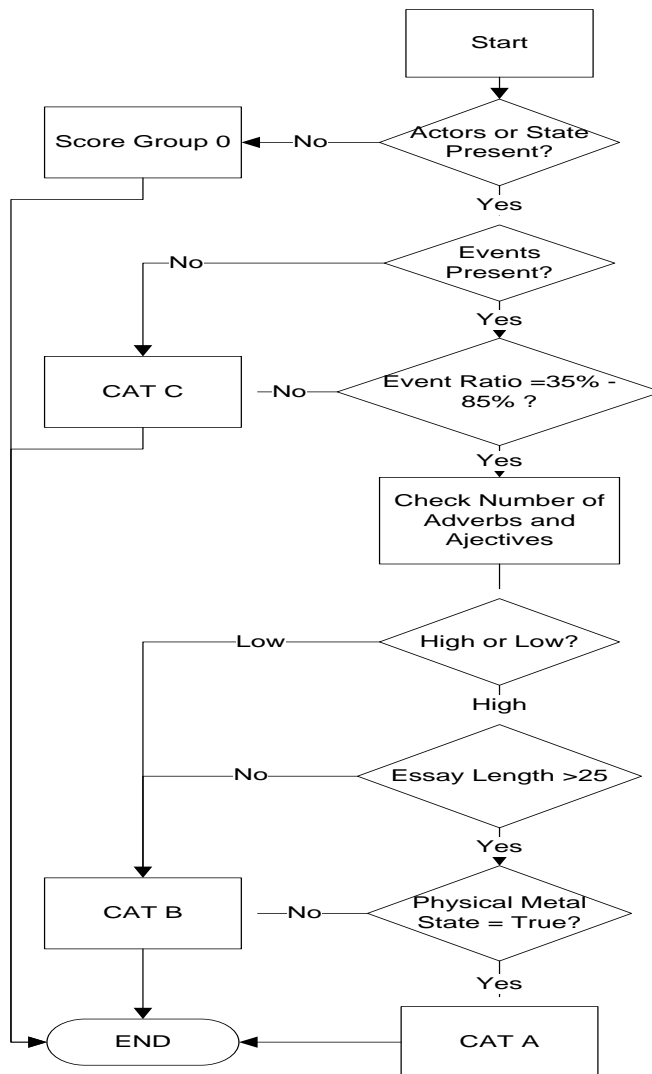 Start
Actors or State
Present?
No
Score Group 0
Yes
Events
Present?
No
Yes
Event Ratio =35% -
85% ?
No
CAT C
Yes
Check Number of
Adverbs and
Ajectives
High or Low?
Low
High
Essay Length >25
No
Yes
Physical Metal
State = True?
No
CAT B
Yes
CAT A
END